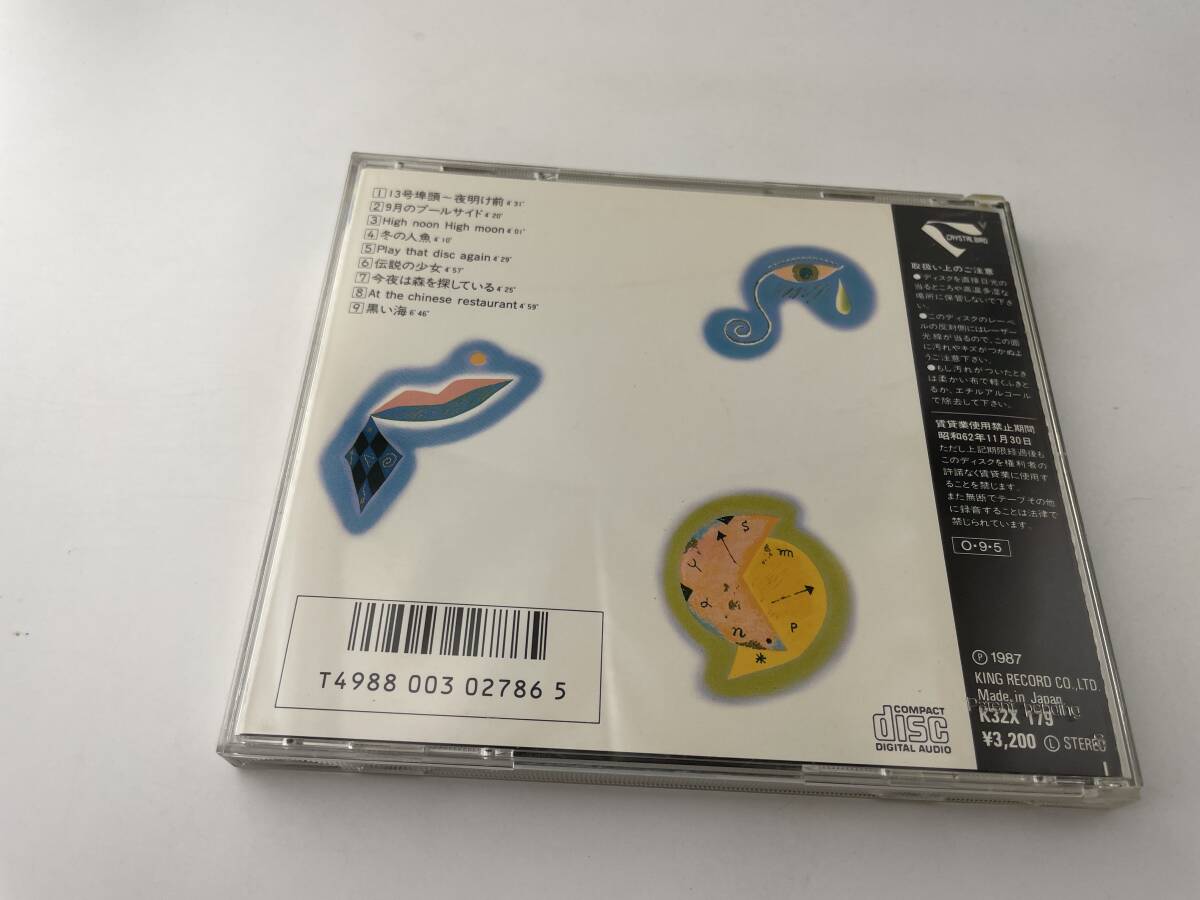 1 13号埠頭~夜明け前 4'31"
2 9月のプールサイド 4'20"
3 High noon High moon 4'01"
4 冬の人魚 4'10"
5 Play that disc again 4'29"
6 伝説の少女 4'57"
7 今夜は森を探している 4'25"
8 At the chinese restaurant 4'59"
9 黒い海 6'46"
CRYSTAL BIRD
取扱い上のご注意
●ディスクを直接日光の
当るところや高温多湿な
場所に保管しないで下さ
い。
●このディスクのレーベ
ルの反対側にはレーザー
光線が当るので、この面
に汚れやキズがつかぬよ
うご注意下さい。
●もし汚れがついたとき
は柔かい布で軽くふきと
るか、エチルアルコール
で除去して下さい。
賃貸業使用禁止期間
昭和62年11月30日
ただし上記期限経過後も
このディスクを権利者の
許諾なく賃貸業に使用す
ることを禁じます。
また無断でテープその他
に録音することは法律で
禁じられています。
O・9・5
S
m
P
n
*
T4988 003 02786 5
COMPACT
disc
DIGITAL AUDIO
Ⓟ 1987
KING RECORD CO.,LTD.
Made in Japan
Patent pending
K32X 179
¥3,200 Ⓛ STEREO